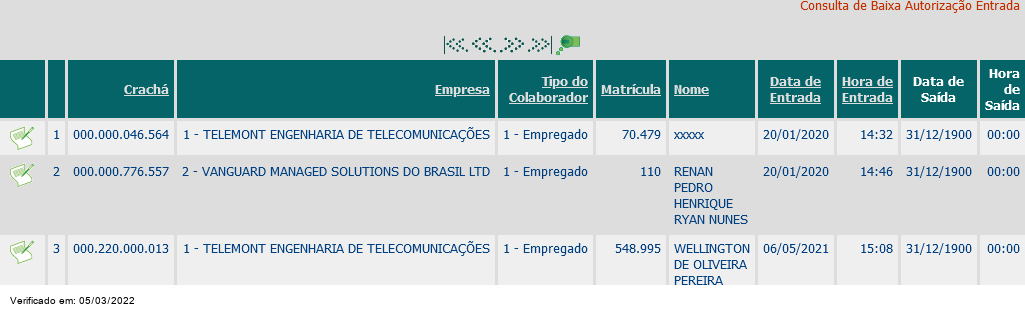 Consulta de Baixa Autorização Entrada
Crachá Empresa Tipo do Colaborador Matrícula Nome Data de Entrada Hora de Entrada Data de Saída Hora de Saída
1 000.000.046.564 1 - TELEMONT ENGENHARIA DE TELECOMUNICAÇÕES 1 - Empregado 70.479 xxxxx 20/01/2020 14:32 31/12/1900 00:00
2 000.000.776.557 2 - VANGUARD MANAGED SOLUTIONS DO BRASIL LTD 1 - Empregado 110 RENAN 20/01/2020 14:46 31/12/1900 00:00
PEDRO
HENRIQUE
RYAN NUNES
3 000.220.000.013 1 - TELEMONT ENGENHARIA DE TELECOMUNICAÇÕES 1 - Empregado 548.995 WELLINGTON 06/05/2021 15:08 31/12/1900 00:00
DE OLIVEIRA
PEREIRA
Verificado em: 05/03/2022